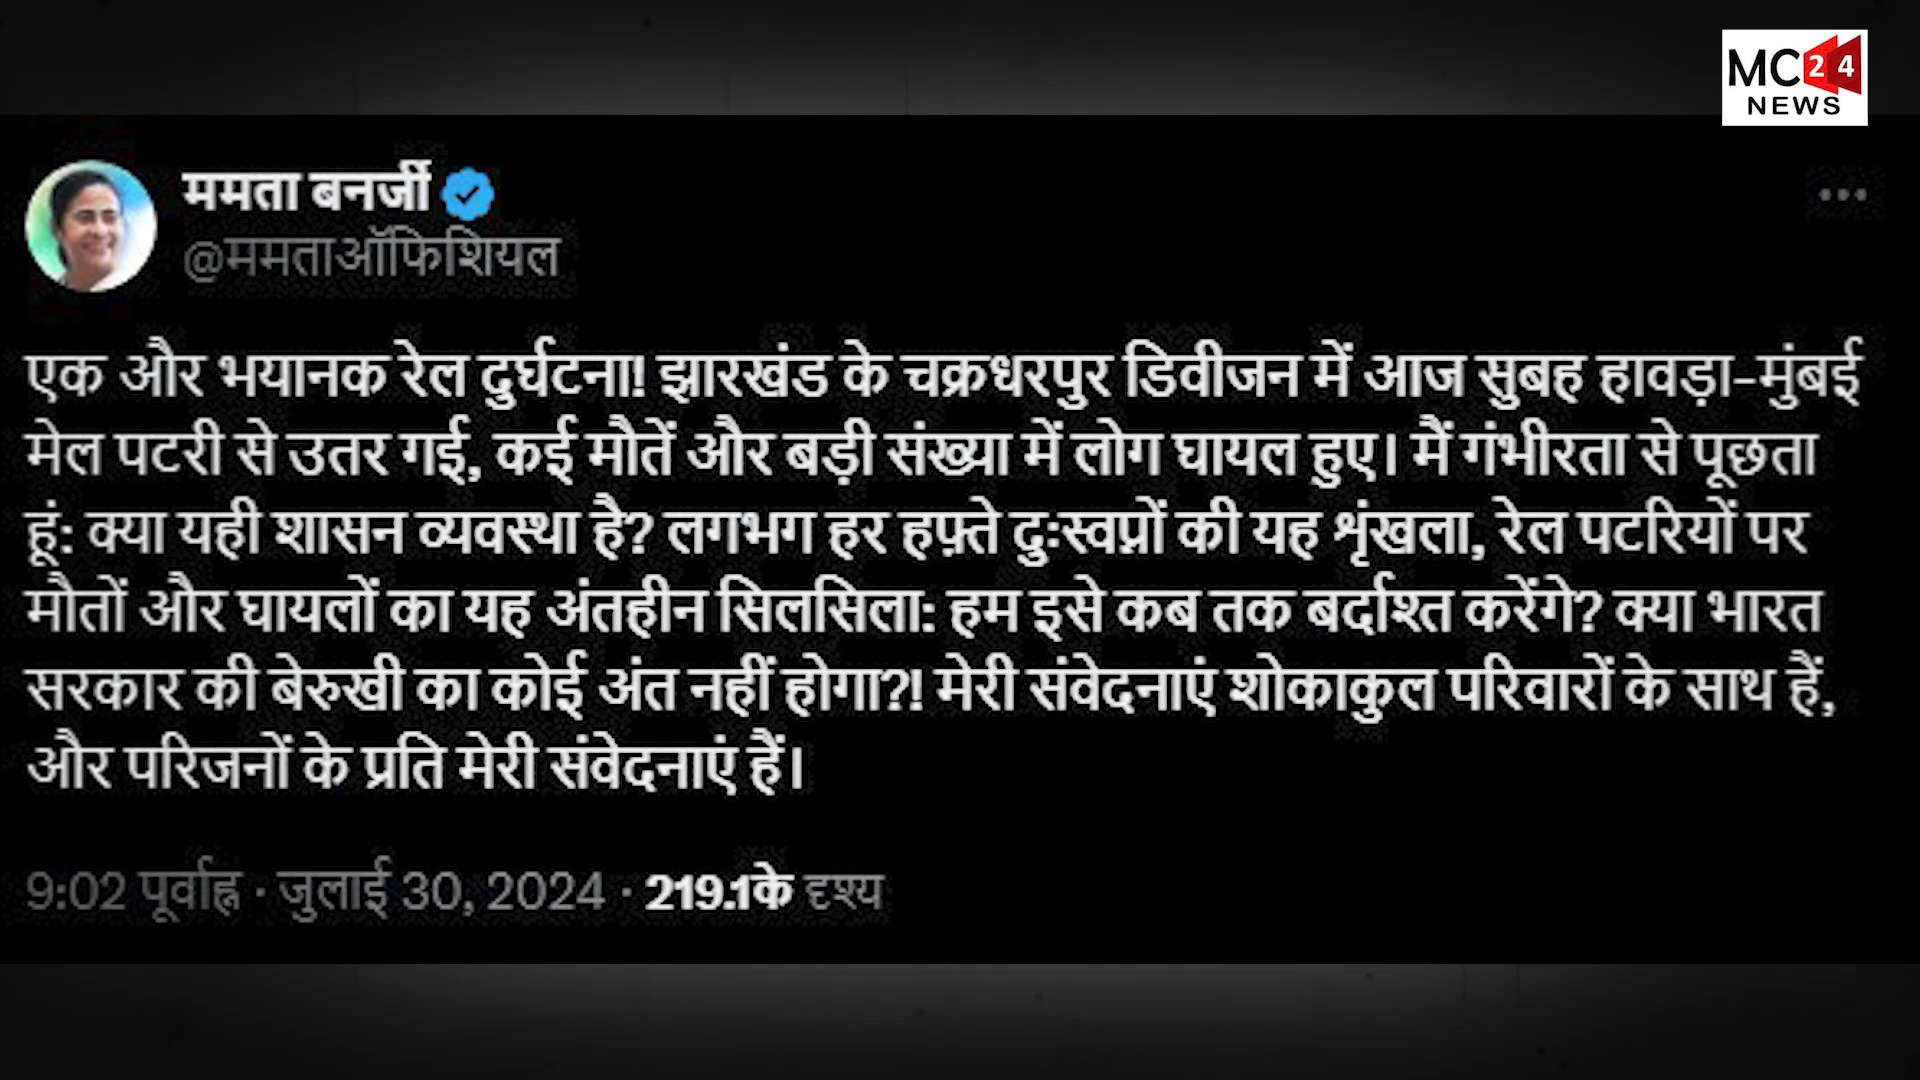 MC24
NEWS
ममता बनर्जी
@ममताऑफिशियल
एक और भयानक रेल दुर्घटना! झारखंड के चक्रधरपुर डिवीजन में आज सुबह हावड़ा-मुंबई
मेल पटरी से उतर गई, कई मौतें और बड़ी संख्या में लोग घायल हुए। मैं गंभीरता से पूछता
हूं: क्या यही शासन व्यवस्था है? लगभग हर हफ़्ते दुःस्वप्नों की यह शृंखला, रेल पटरियों पर
मौतों और घायलों का यह अंतहीन सिलसिला: हम इसे कब तक बर्दाश्त करेंगे? क्या भारत
सरकार की बेरुखी का कोई अंत नहीं होगा?! मेरी संवेदनाएं शोकाकुल परिवारों के साथ हैं,
और परिजनों के प्रति मेरी संवेदनाएं हैं।
9:02 पूर्वाह्न · जुलाई 30, 2024 · 219.1के दृश्य